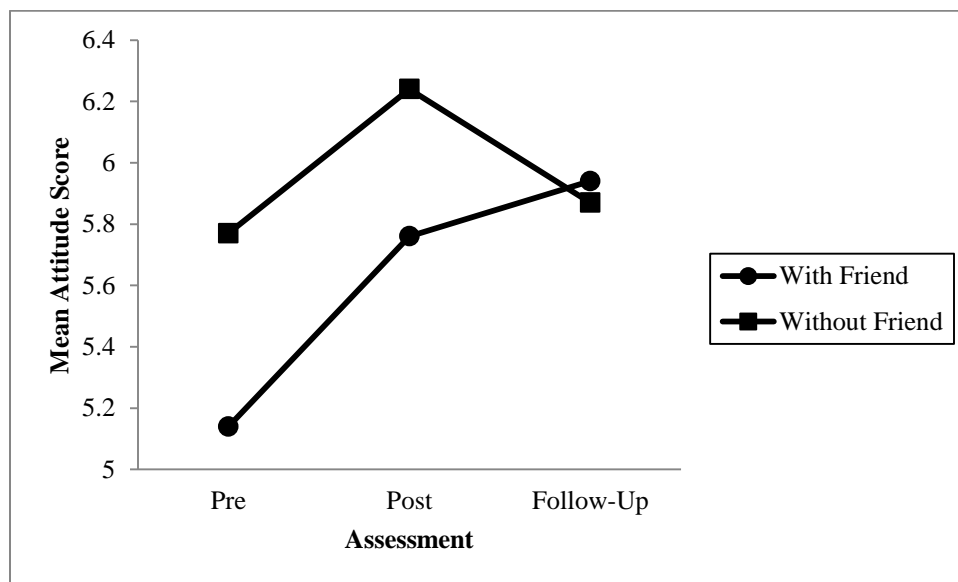 6.4
6.2
6
5.8
5.6
5.4
5.2
5
Mean Attitude Score
Pre
Post
Follow-Up
Assessment
With Friend
Without Friend